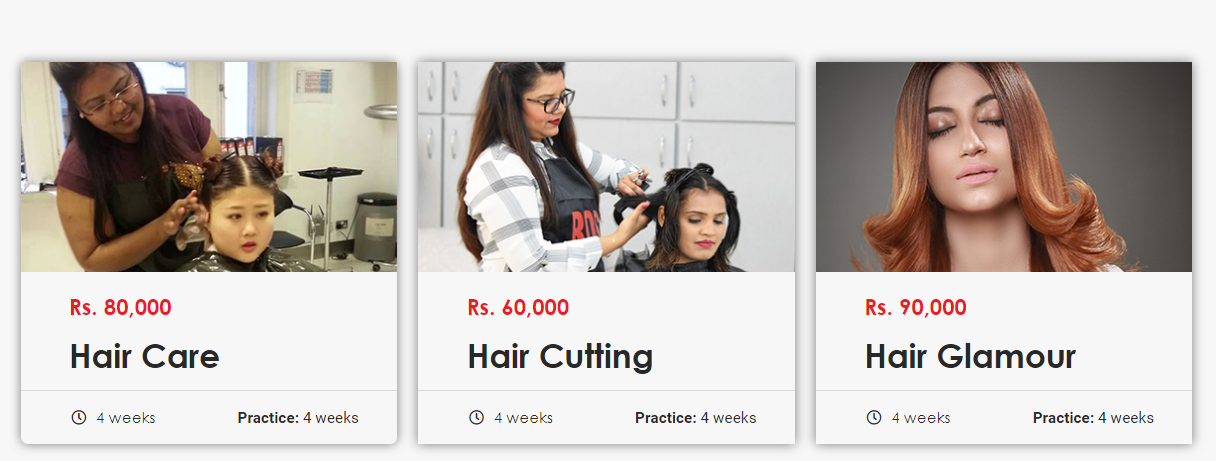 Rs. 80,000
Hair Care
4 weeks
Practice: 4 weeks
Rs. 60,000
Hair Cutting
4 weeks
Practice: 4 weeks
Rs. 90,000
Hair Glamour
4 weeks
Practice: 4 weeks